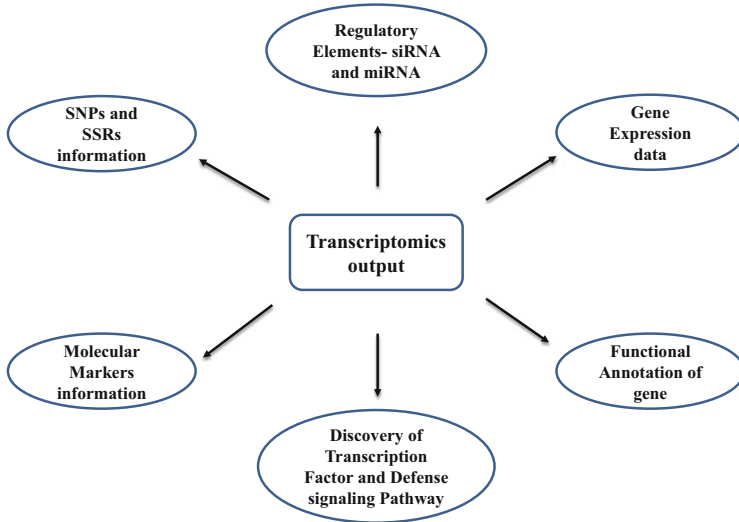 Regulatory
Elements- siRNA
and miRNA
SNPs and
SSRs
information
Gene
Expression
data
Transcriptomics
output
Molecular
Markers
information
Functional
Annotation of
gene
Discovery of
Transcription
Factor and Defense
signaling Pathway